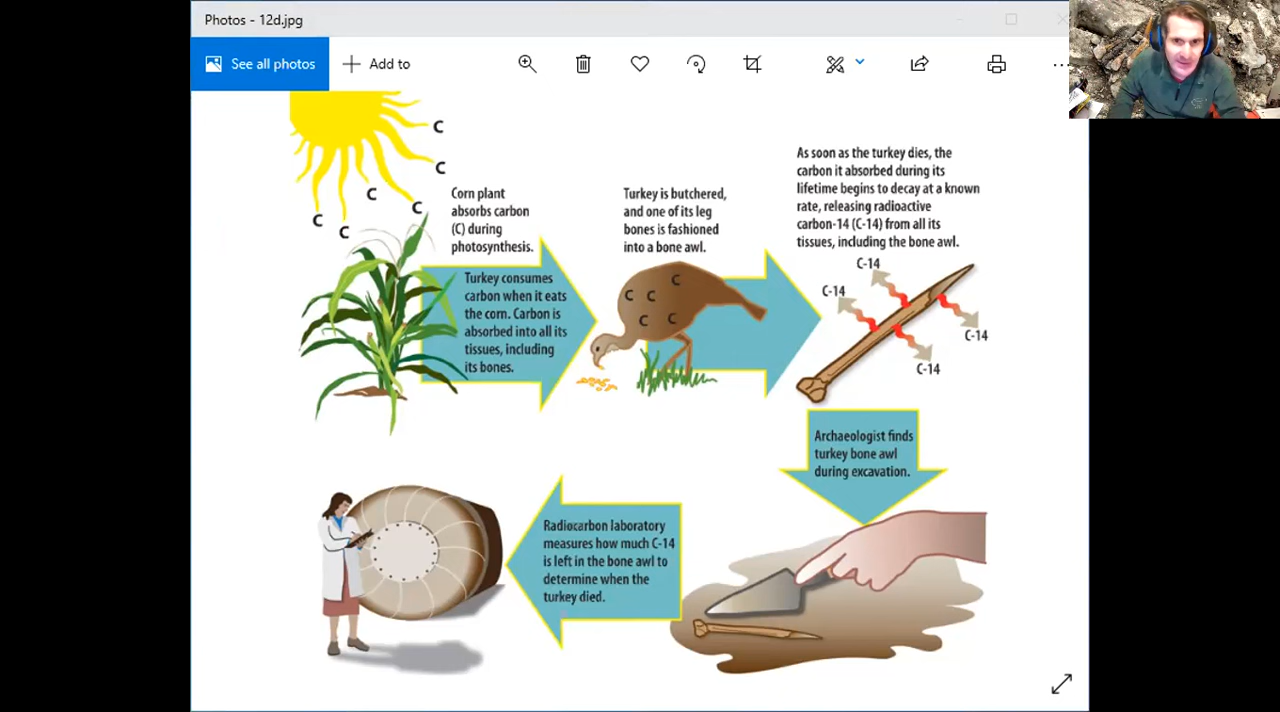 Photos - 12d.jpg
See all photos
Add to
C
C
C
C
C
C
Corn plant
absorbs carbon
(C) during
photosynthesis.
Turkey consumes
carbon when it eats
the corn. Carbon is
absorbed into all its
tissues, including
its bones.
Turkey is butchered,
and one of its leg
bones is fashioned
into a bone awl.
C
C C
C C
As soon as the turkey dies, the
carbon it absorbed during its
lifetime begins to decay at a known
rate, releasing radioactive
carbon-14 (C-14) from all its
tissues, including the bone awl.
C-14
C-14
C-14
C-14
Archaeologist finds
turkey bone awl
during excavation.
Radiocarbon laboratory
measures how much C-14
is left in the bone awl to
determine when the
turkey died.